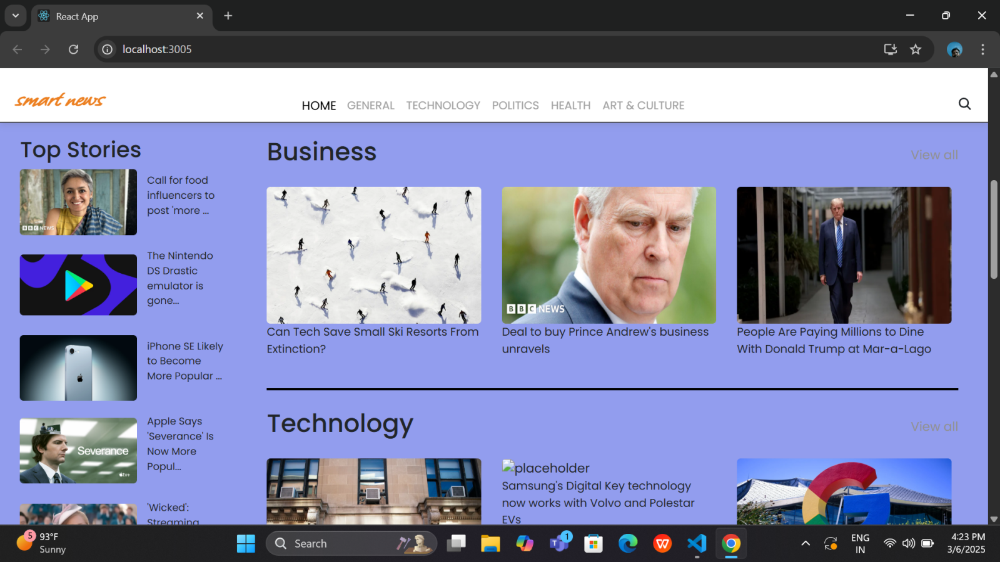 React App
localhost:3005
smart news
HOME GENERAL TECHNOLOGY POLITICS HEALTH ART & CULTURE
Top Stories
BBC NEWS
Call for food
influencers to
post 'more ...
The Nintendo
DS Drastic
emulator is
gone...
iPhone SE Likely
to Become
More Popular ...
Severance
tv+
Apple Says
'Severance' Is
Now More
Popul...
'Wicked':
Streaming
Business
View all
Can Tech Save Small Ski Resorts From
Extinction?
BBC NEWS
Deal to buy Prince Andrew's business
unravels
People Are Paying Millions to Dine
With Donald Trump at Mar-a-Lago
Technology
View all
placeholder
Samsung's Digital Key technology
now works with Volvo and Polestar
EVs
5
93°F
Sunny
Search
1
ENG
IN
4:23 PM
3/6/2025